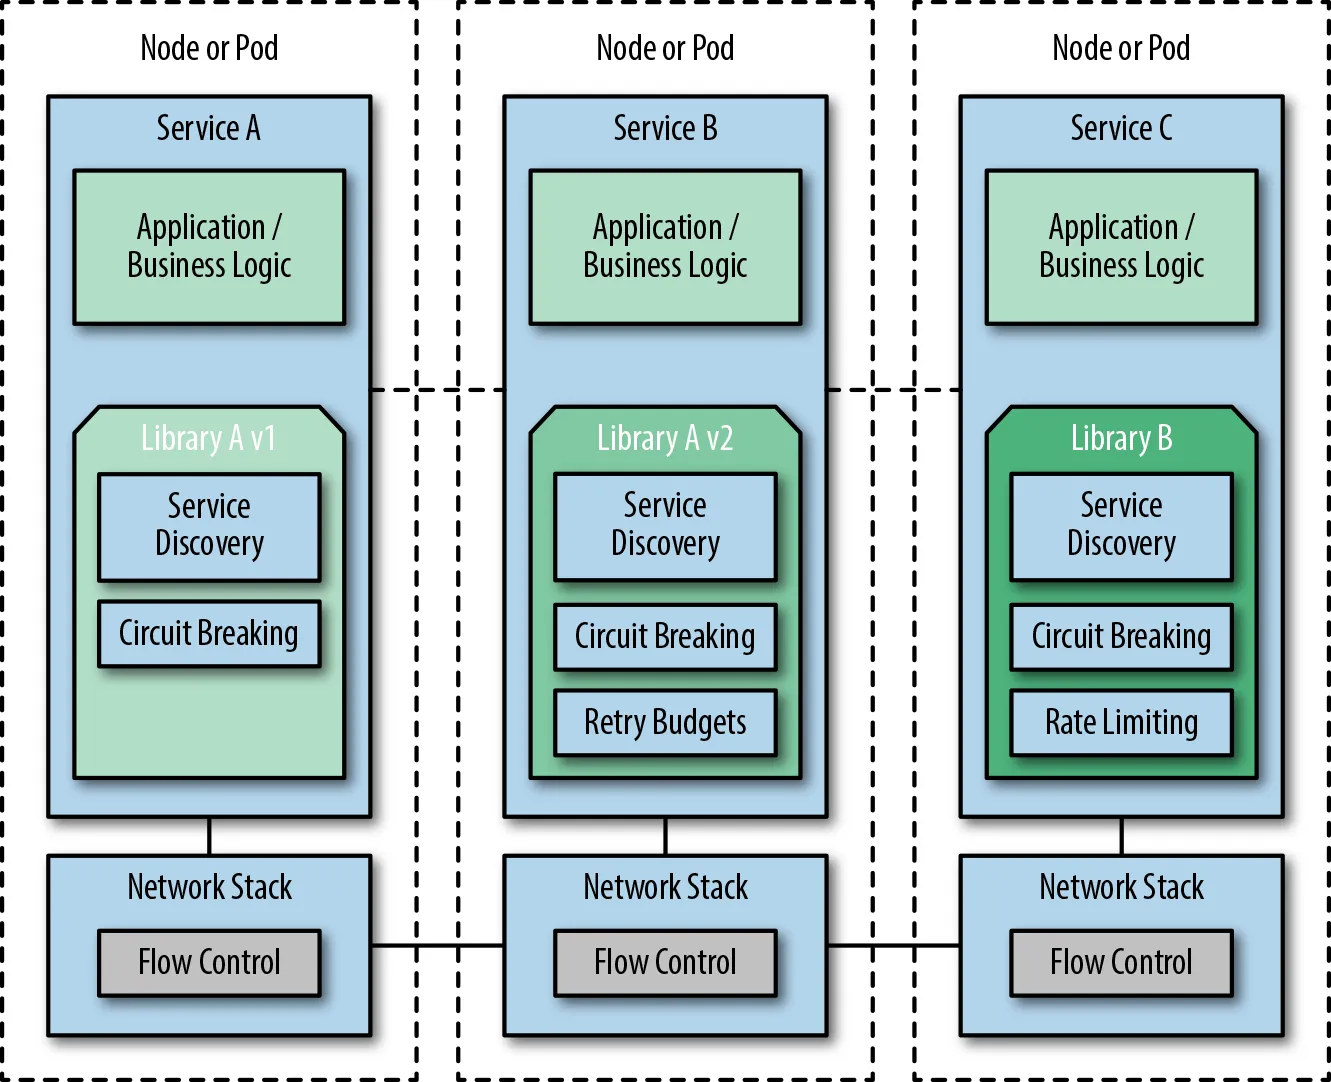 Node or Pod
Service A
Application /
Business Logic
Library A v1
Service
Discovery
Circuit Breaking
Network Stack
Flow Control
Node or Pod
Service B
Application /
Business Logic
Library A v2
Service
Discovery
Circuit Breaking
Retry Budgets
Network Stack
Flow Control
Node or Pod
Service C
Application /
Business Logic
Library B
Service
Discovery
Circuit Breaking
Rate Limiting
Network Stack
Flow Control